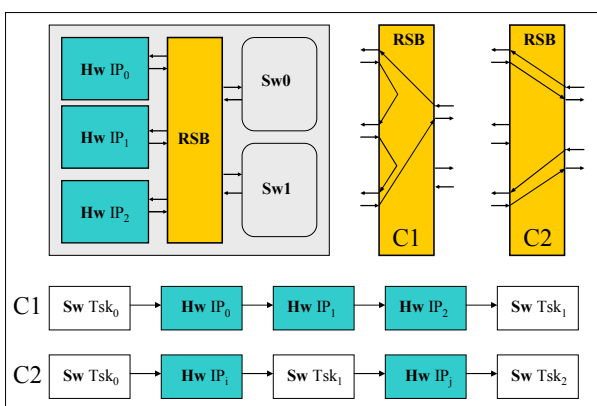 Hw IP₀
Hw IP₁
Hw IP₂
RSB
Sw0
Sw1
RSB
C1
RSB
C2
C1 Sw Tsk₀ Hw IP₀ Hw IP₁ Hw IP₂ Sw Tsk₁
C2 Sw Tsk₀ Hw IPᵢ Sw Tsk₁ Hw IPⱼ Sw Tsk₂